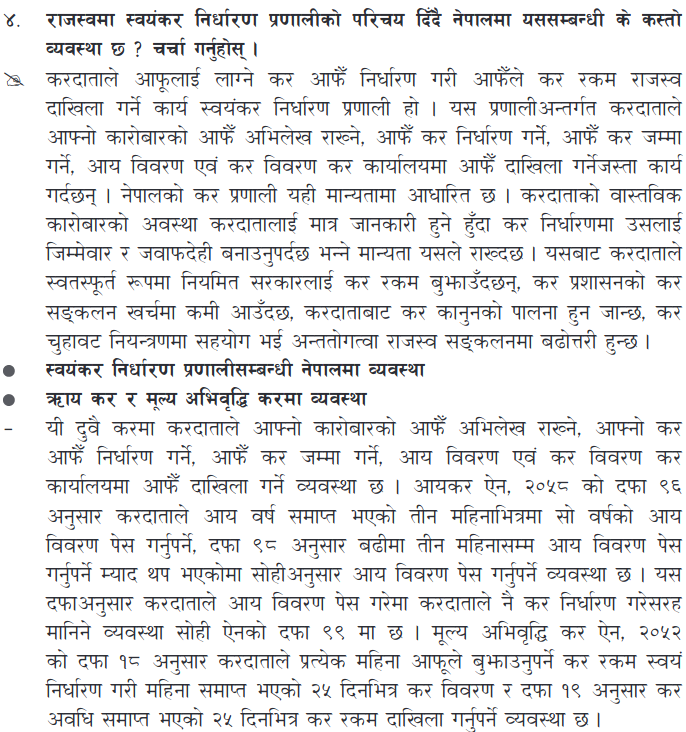 ४. राजस्वमा स्वयंकर निर्धारण प्रणालीको परिचय दिँदै नेपालमा यससम्बन्धी के कस्तो
व्यवस्था छ ? चर्चा गर्नुहोस् ।
करदाताले आफूलाई लाग्ने कर आफैँ निर्धारण गरी आफैँले कर रकम राजस्व
दाखिला गर्ने कार्य स्वयंकर निर्धारण प्रणाली हो । यस प्रणालीअन्तर्गत करदाताले
आफ्नो कारोबारको आफैँ अभिलेख राख्ने, आफैँ कर निर्धारण गर्ने, आफैँ कर जम्मा
गर्ने, आय विवरण एवं कर विवरण कर कार्यालयमा आफैँ दाखिला गर्नेजस्ता कार्य
गर्दछन् । नेपालको कर प्रणाली यही मान्यतामा आधारित छ । करदाताको वास्तविक
कारोबारको अवस्था करदातालाई मात्र जानकारी हुने हुँदा कर निर्धारणमा उसलाई
जिम्मेवार र जवाफदेही बनाउनुपर्दछ भन्ने मान्यता यसले राख्दछ । यसबाट करदाताले
स्वतस्फूर्त रूपमा नियमित सरकारलाई कर रकम बुझाउँदछन्, कर प्रशासनको कर
सङ्कलन खर्चमा कमी आउँदछ, करदाताबाट कर कानुनको पालना हुन जान्छ, कर
चुहावट नियन्त्रणमा सहयोग भई अन्ततोगत्वा राजस्व सङ्कलनमा बढोत्तरी हुन्छ ।
● स्वयंकर निर्धारण प्रणालीसम्बन्धी नेपालमा व्यवस्था
● ऋाय कर र मूल्य अभिवृद्धि करमा व्यवस्था
– यी दुवै करमा करदाताले आफ्नो कारोबारको आफैँ अभिलेख राख्ने, आफ्नो कर
आफैँ निर्धारण गर्ने, आफैँ कर जम्मा गर्ने, आय विवरण एवं कर विवरण कर
कार्यालयमा आफैँ दाखिला गर्ने व्यवस्था छ । आयकर ऐन, २०५८ को दफा ९६
अनुसार करदाताले आय वर्ष समाप्त भएको तीन महिनाभित्रमा सो वर्षको आय
विवरण पेस गर्नुपर्ने, दफा ९८ अनुसार बढीमा तीन महिनासम्म आय विवरण पेस
गर्नुपर्ने म्याद थप भएकोमा सोहीअनुसार आय विवरण पेस गर्नुपर्ने व्यवस्था छ । यस
दफाअनुसार करदाताले आय विवरण पेस गरेमा करदाताले नै कर निर्धारण गरेसरह
मानिने व्यवस्था सोही ऐनको दफा ९९ मा छ । मूल्य अभिवृद्धि कर ऐन, २०५२
को दफा १८ अनुसार करदाताले प्रत्येक महिना आफूले बुझाउनुपर्ने कर रकम स्वयं
निर्धारण गरी महिना समाप्त भएको २५ दिनभित्र कर विवरण र दफा १९ अनुसार कर
अवधि समाप्त भएको २५ दिनभित्र कर रकम दाखिला गर्नुपर्ने व्यवस्था छ ।